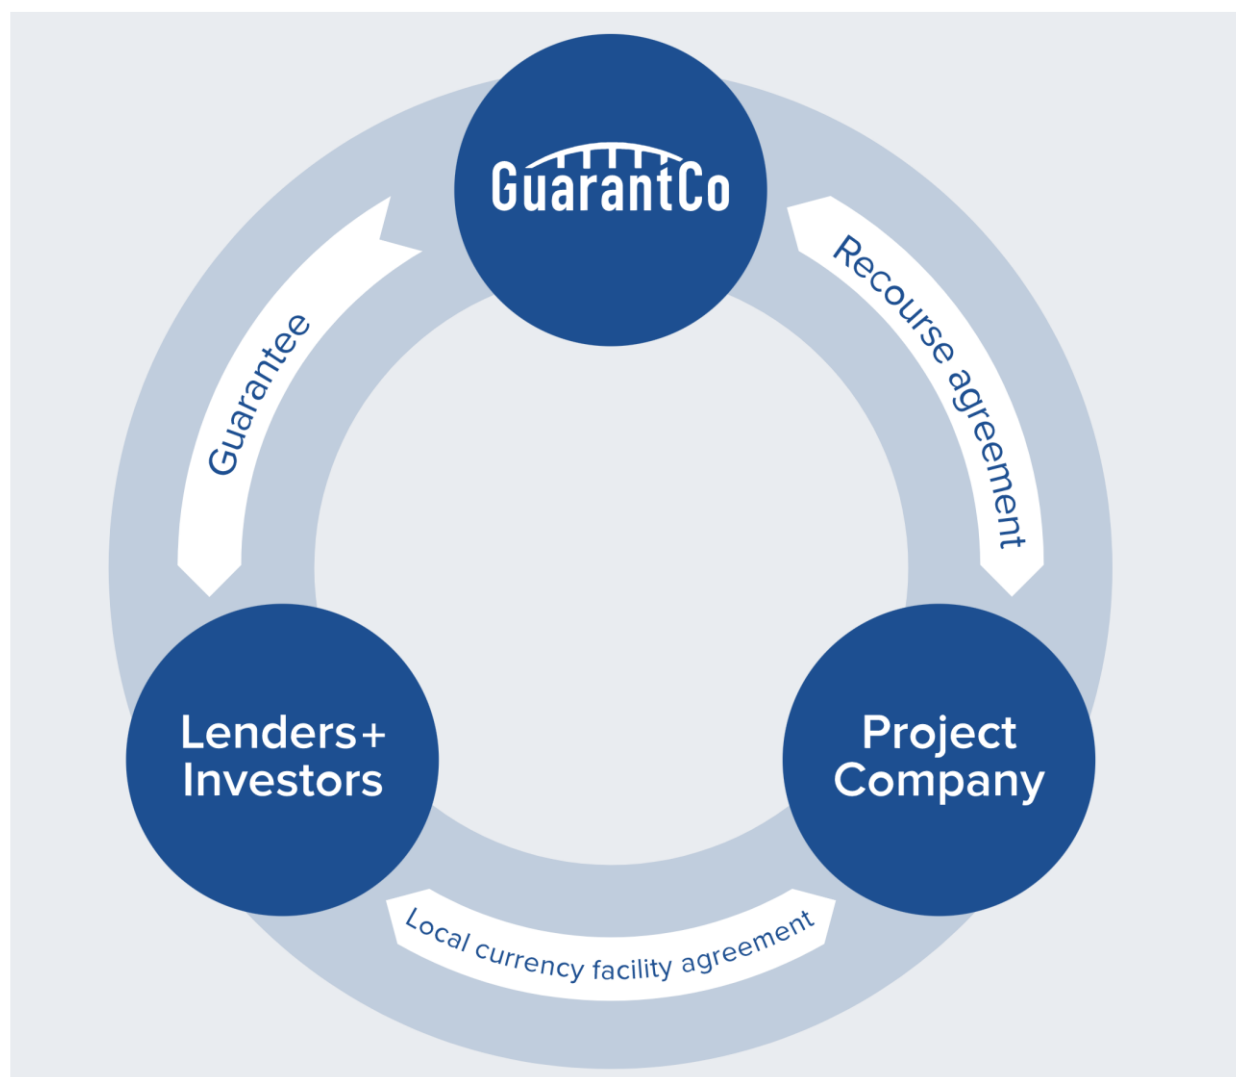 GuarantCo
Guarantee
Recourse agreement
Lenders+
Investors
Project
Company
Local currency facility agreement